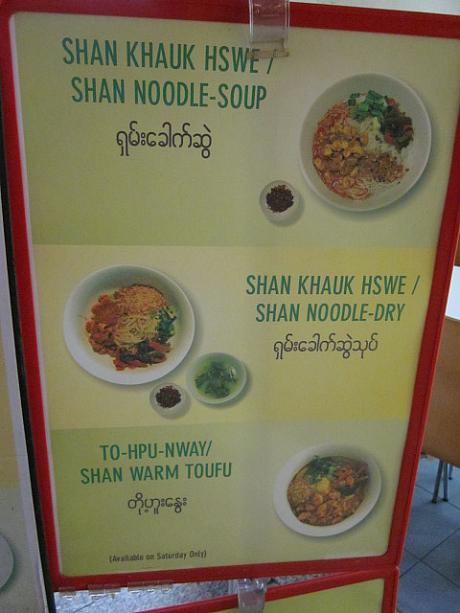 SHAN KHAUK HSWE /
SHAN NOODLE-SOUP
ရှမ်းခေါက်ဆွဲ
SHAN KHAUK HSWE /
SHAN NOODLE-DRY
ရှမ်းခေါက်ဆွဲသုပ်
TO-HPU-NWAY/
SHAN WARM TOUFU
တို့ဟူးနွေး
(Available on Saturday Only)